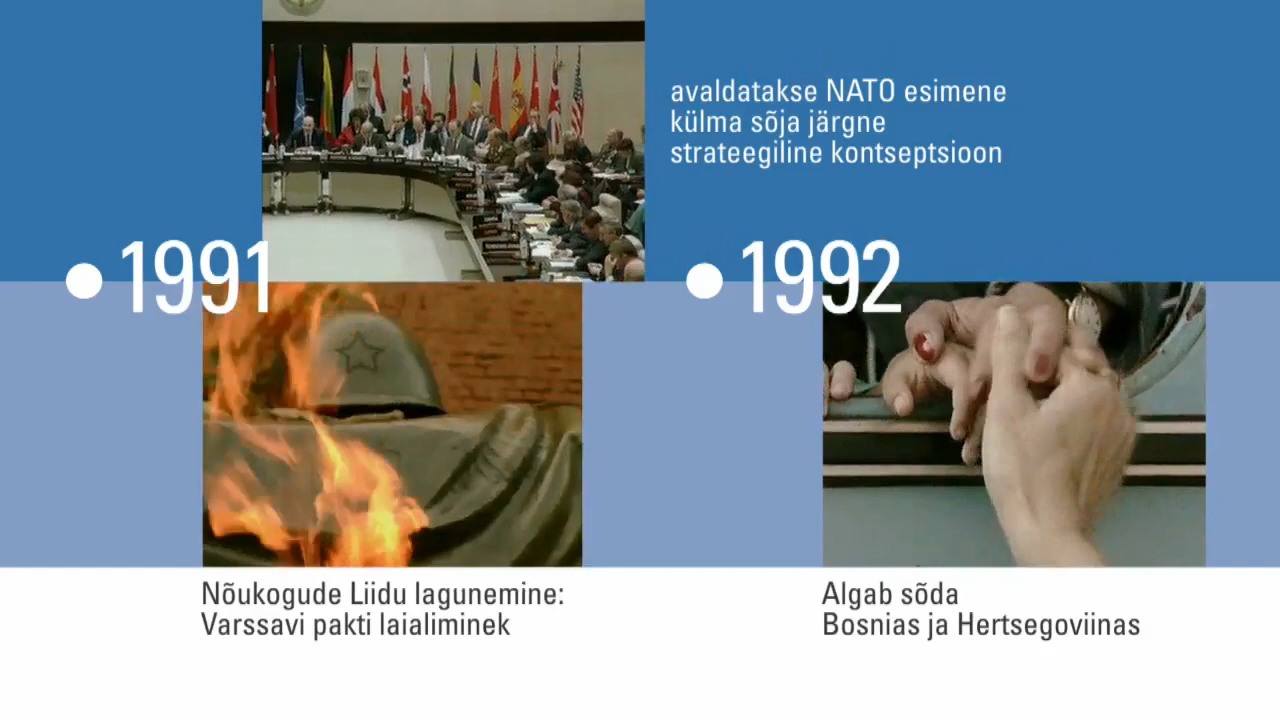 avaldatakse NATO esimene
külma sõja järgne
strateegiline kontseptsioon
1991
1992
Nõukogude Liidu lagunemine:
Varssavi pakti laialiminek
Algab sõda
Bosnias ja Hertsegoviinas